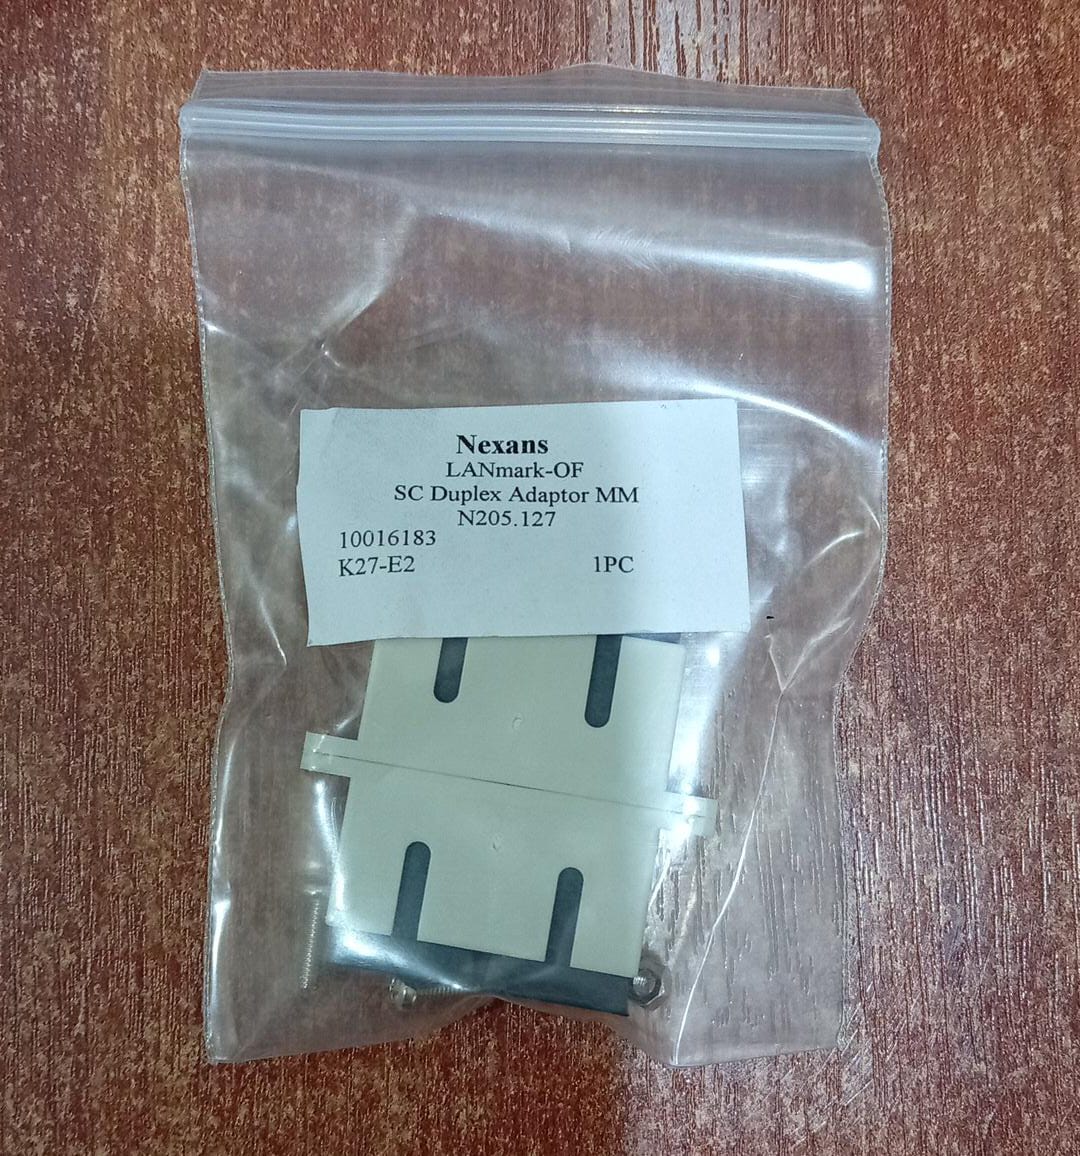 Nexans
LANmark-OF
SC Duplex Adaptor MM
N205.127
10016183
K27-E2 1PC